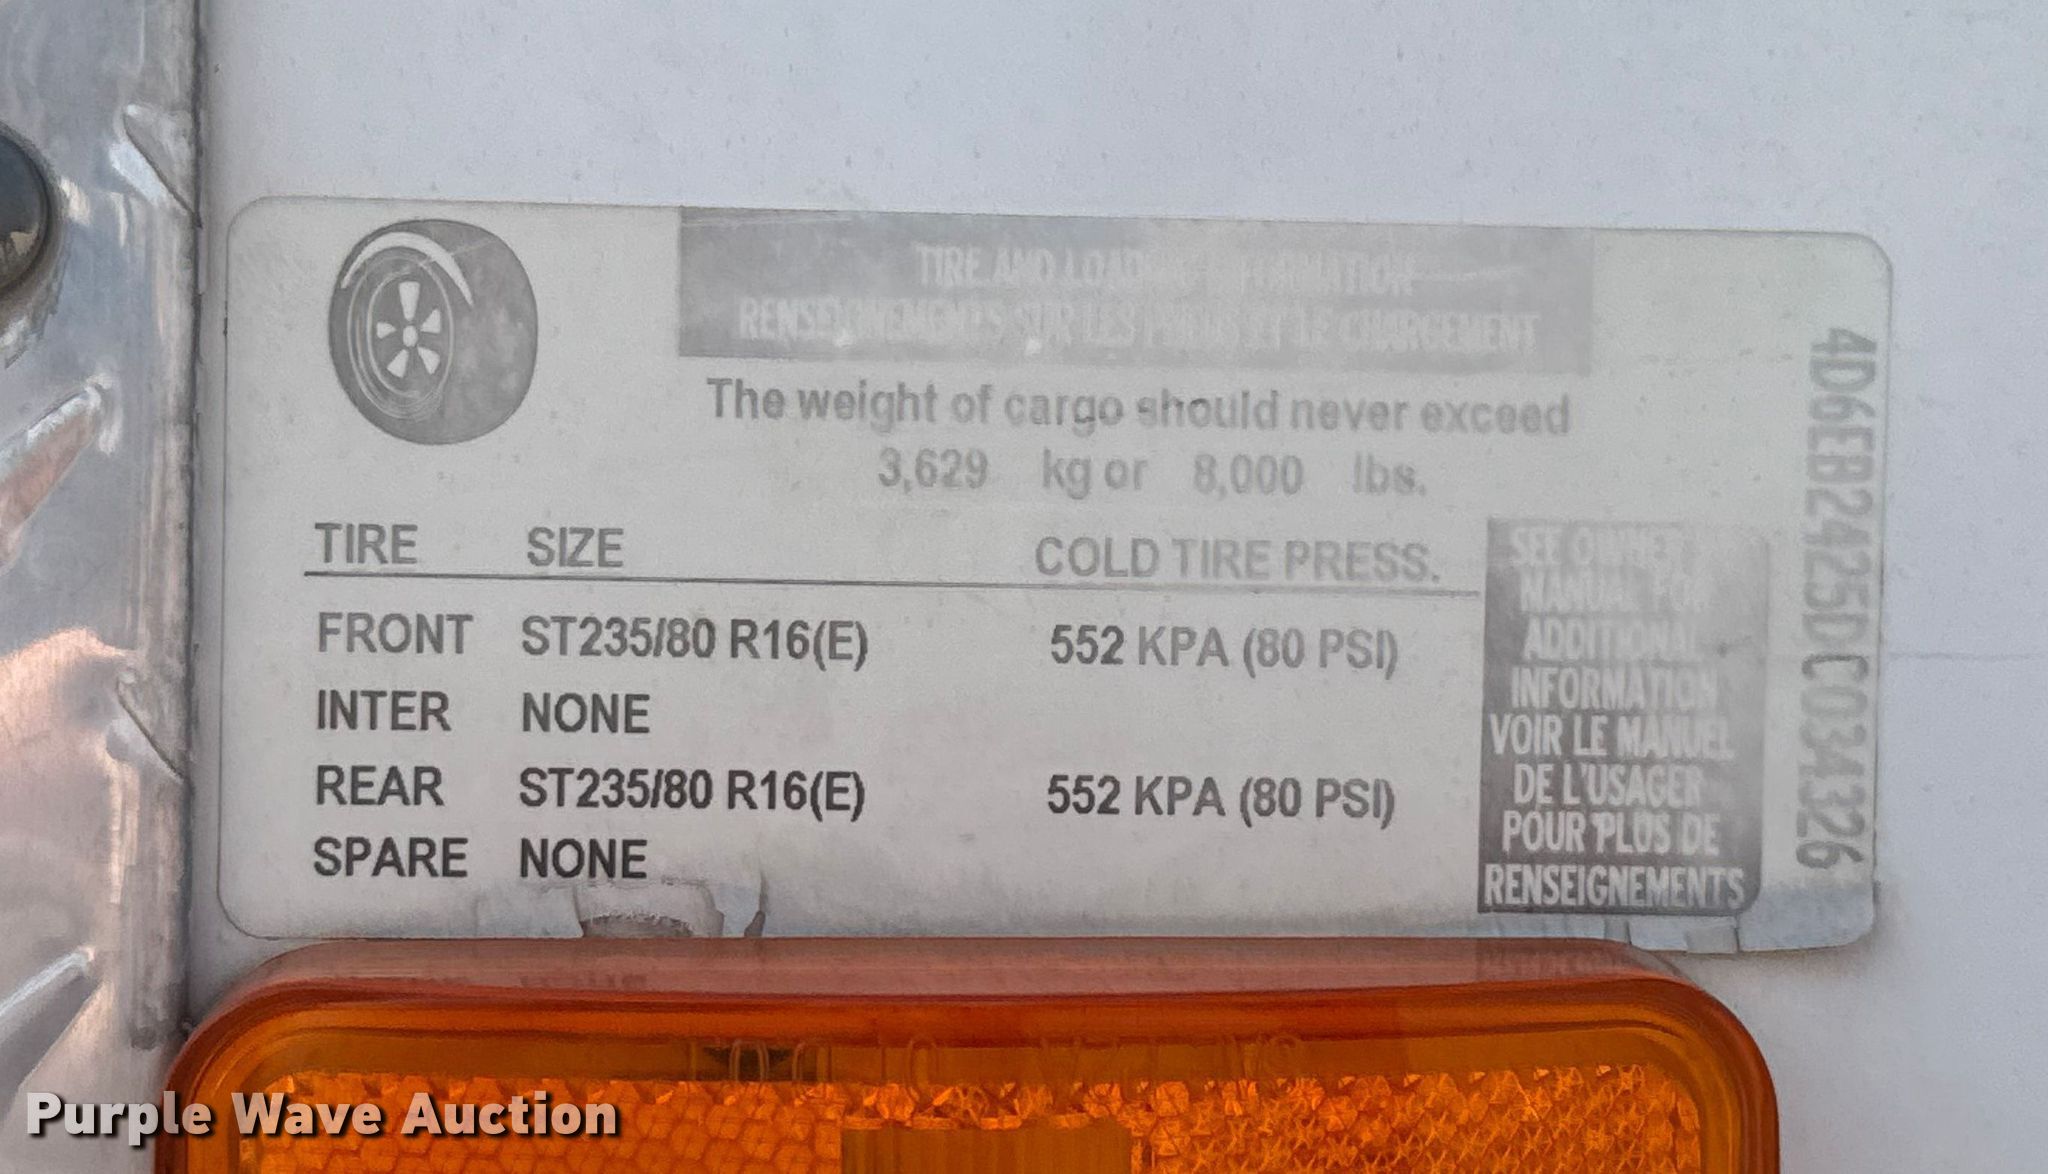 TIRE AND LOADING INFORMATION
RENSEIGNEMENTS SUR LES PNEUS ET LE CHARGEMENT
The weight of cargo should never exceed
3,629 kg or 8,000 lbs.
TIRE SIZE COLD TIRE PRESS.
FRONT ST235/80 R16(E) 552 KPA (80 PSI)
INTER NONE
REAR ST235/80 R16(E) 552 KPA (80 PSI)
SPARE NONE
SEE OWNER'S
MANUAL FOR
ADDITIONAL
INFORMATION
VOIR LE MANUEL
DE L'USAGER
POUR PLUS DE
RENSEIGNEMENTS
4D6EB2425DC034326
Purple Wave Auction